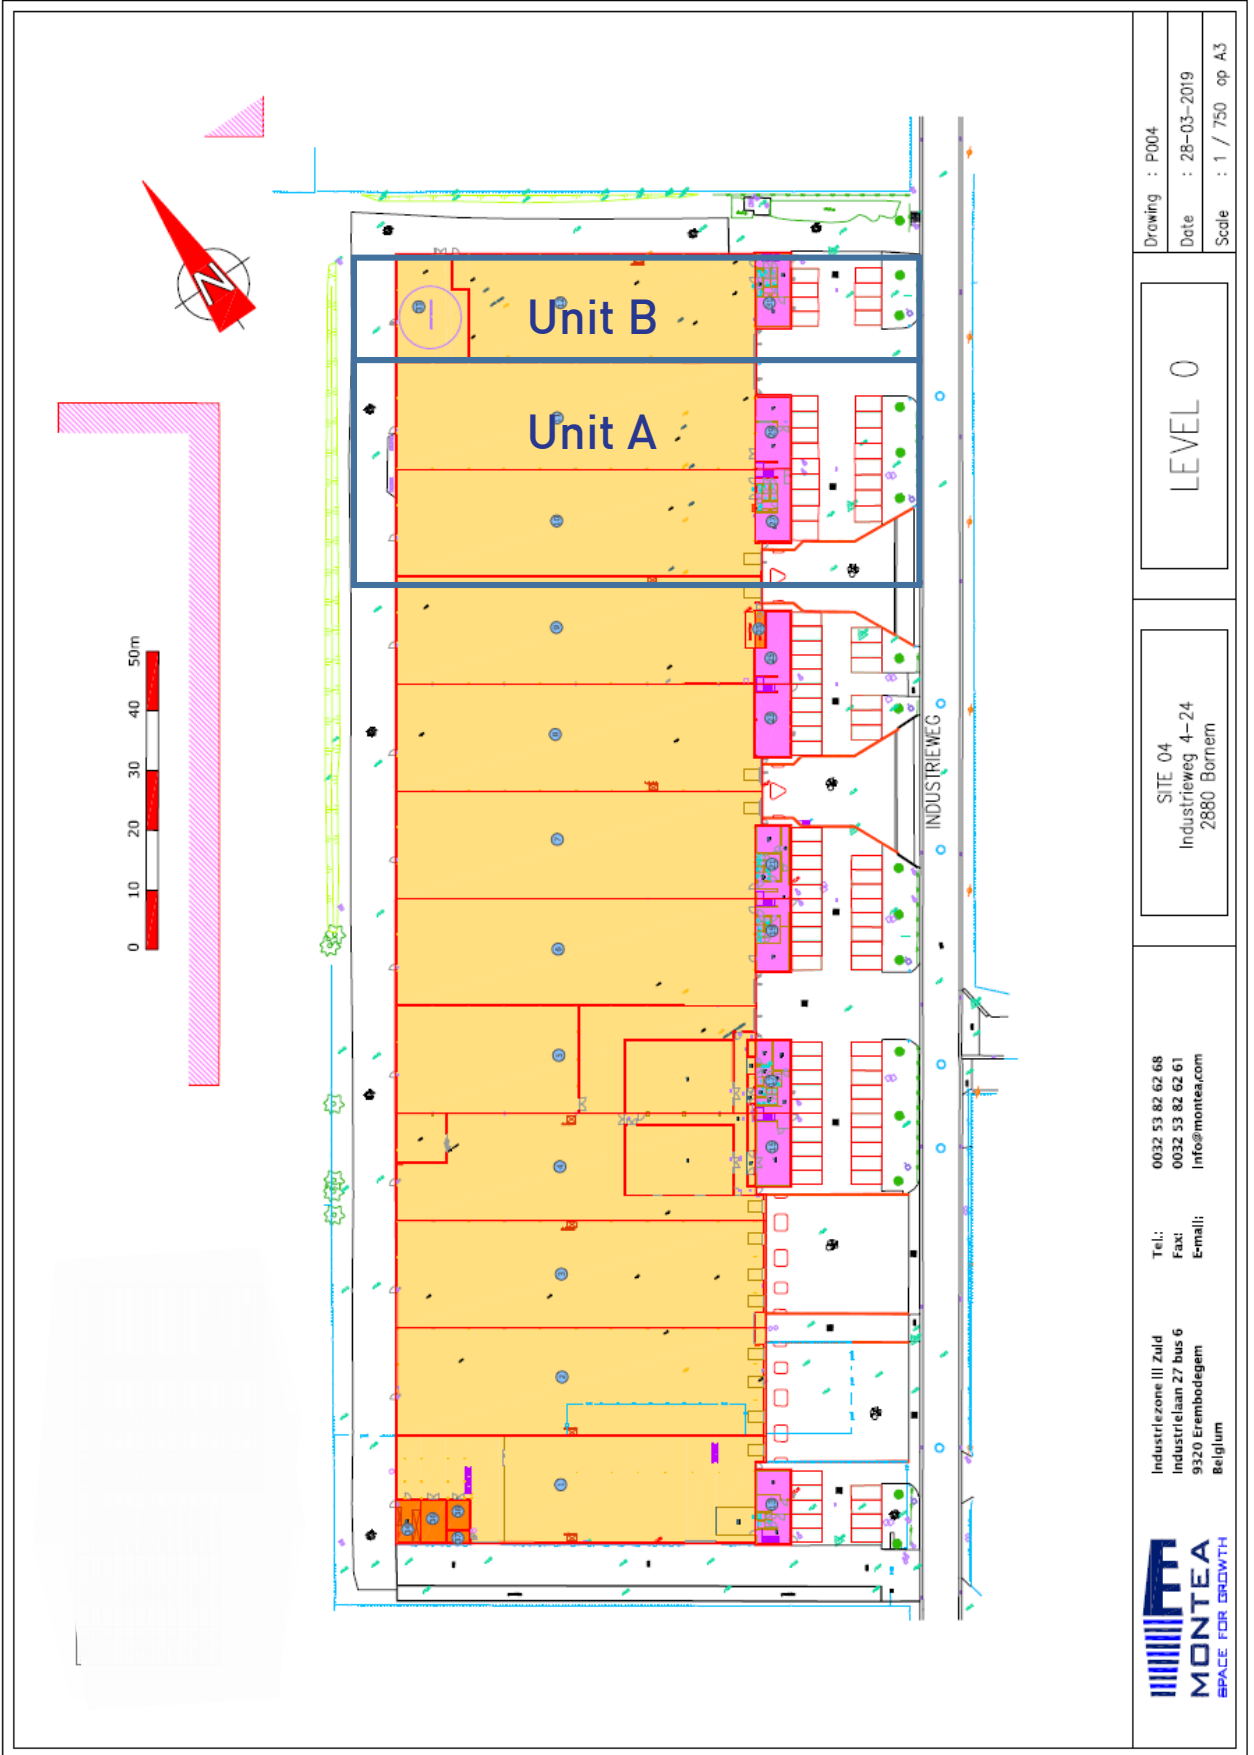 Drawing : P004
Date : 28-03-2019
Scale : 1 / 750 op A3
LEVEL 0
SITE 04
Industrieweg 4-24
2880 Bornem
Tel.: 0032 53 82 62 68
Fax: 0032 53 82 62 61
E-mail: info@montea.com
Industriezone III Zuid
Industrielaan 27 bus 6
9320 Erembodegem
Belgium
MONTEA
SPACE FOR GROWTH
N
Unit B
Unit A
INDUSTRIEWEG
0 10 20 30 40 50m